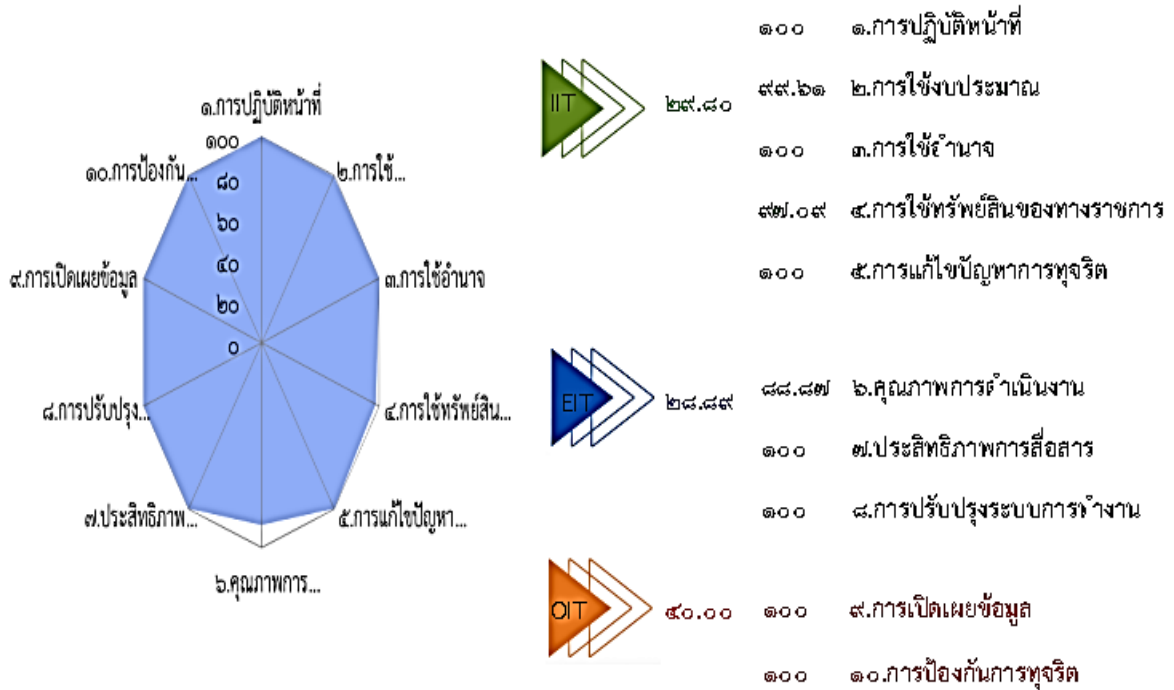 ๑.การปฏิบัติหน้าที่
๒.การใช้...
๓.การใช้อำนาจ
๔.การใช้ทรัพย์สิน...
๕.การแก้ไขปัญหา...
๖.คุณภาพการ...
๗.ประสิทธิภาพ...
๘.การปรับปรุง...
๙.การเปิดเผยข้อมูล
๑๐.การป้องกัน...
๑๐๐
๘๐
๖๐
๔๐
๒๐
๐
IIT ๒๙.๘๐
๑๐๐ ๑.การปฏิบัติหน้าที่
๙๙.๖๑ ๒.การใช้งบประมาณ
๑๐๐ ๓.การใช้อำนาจ
๙๗.๐๙ ๔.การใช้ทรัพย์สินของทางราชการ
๑๐๐ ๕.การแก้ไขปัญหาการทุจริต
EIT ๒๘.๘๙
๘๘.๘๗ ๖.คุณภาพการดำเนินงาน
๑๐๐ ๗.ประสิทธิภาพการสื่อสาร
๑๐๐ ๘.การปรับปรุงระบบการทำงาน
OIT ๔๐.๐๐
๑๐๐ ๙.การเปิดเผยข้อมูล
๑๐๐ ๑๐.การป้องกันการทุจริต